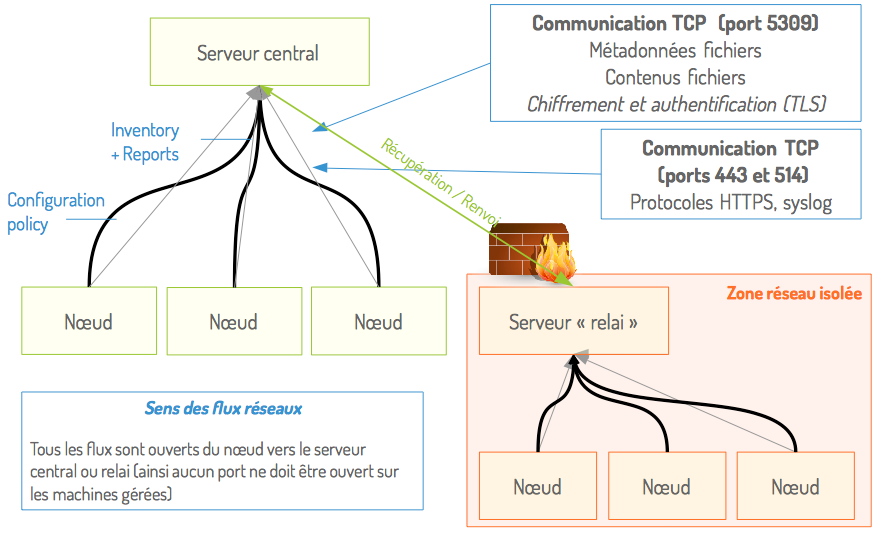 Serveur central
Communication TCP (port 5309)
Métadonnées fichiers
Contenus fichiers
Chiffrement et authentification (TLS)
Inventory
+ Reports
Récupération / Renvoi
Communication TCP
(ports 443 et 514)
Protocoles HTTPS, syslog
Configuration
policy
Nœud
Nœud
Nœud
Zone réseau isolée
Serveur « relai »
Sens des flux réseaux
Tous les flux sont ouverts du nœud vers le serveur
central ou relai (ainsi aucun port ne doit être ouvert sur
les machines gérées)
Nœud
Nœud
Nœud